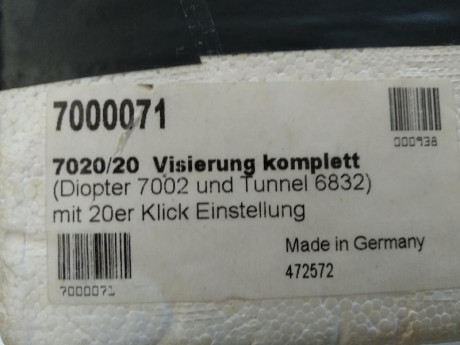 7000071
000938
7020/20 Visierung komplett
(Diopter 7002 und Tunnel 6832)
mit 20er Klick Einstellung
Made in Germany
472572
7000071